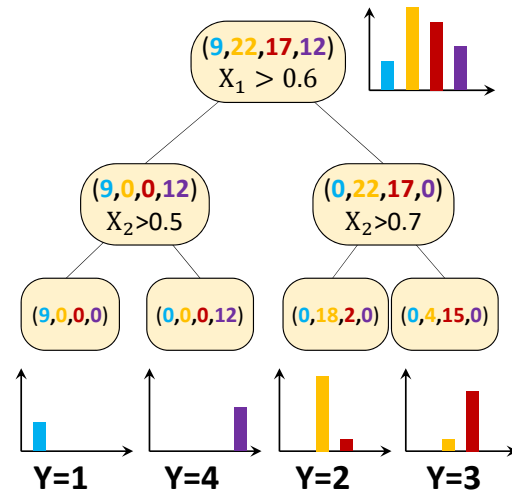 (9,22,17,12)
X₁ > 0.6
(9,0,0,12)
X₂>0.5
(0,22,17,0)
X₂>0.7
(9,0,0,0)
(0,0,0,12)
(0,18,2,0)
(0,4,15,0)
Y=1
Y=4
Y=2
Y=3